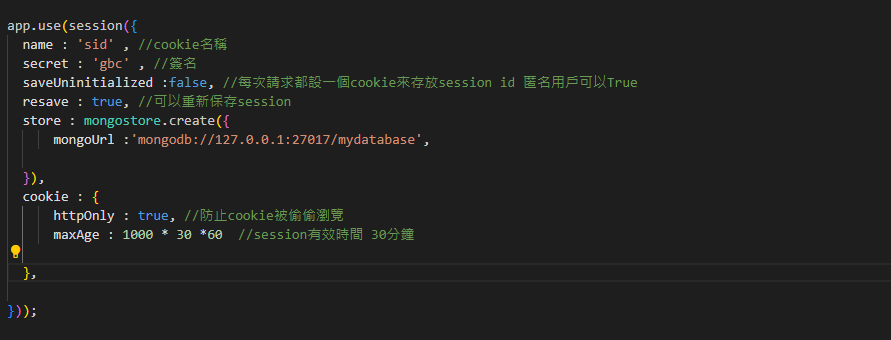 app.use(session({
name : 'sid' , //cookie名稱
secret : 'gbc' , //簽名
saveUninitialized :false, //每次請求都設一個cookie來存放session id 匿名用戶可以True
resave : true, //可以重新保存session
store : mongostore.create({
mongoUrl :'mongodb://127.0.0.1:27017/mydatabase',
}),
cookie : {
httpOnly : true, //防止cookie被偷偷瀏覽
maxAge : 1000 * 30 *60  //session有效時間 30分鐘
},
}));